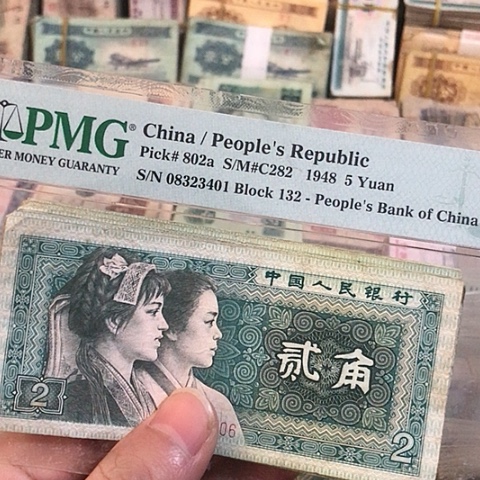 PMG®
China / People's Republic
ER MONEY GUARANTY
Pick# 802a S/M#C282 1948 5 Yuan
S/N 08323401 Block 132 - People's Bank of China
中国人民银行
贰角
2
2
06